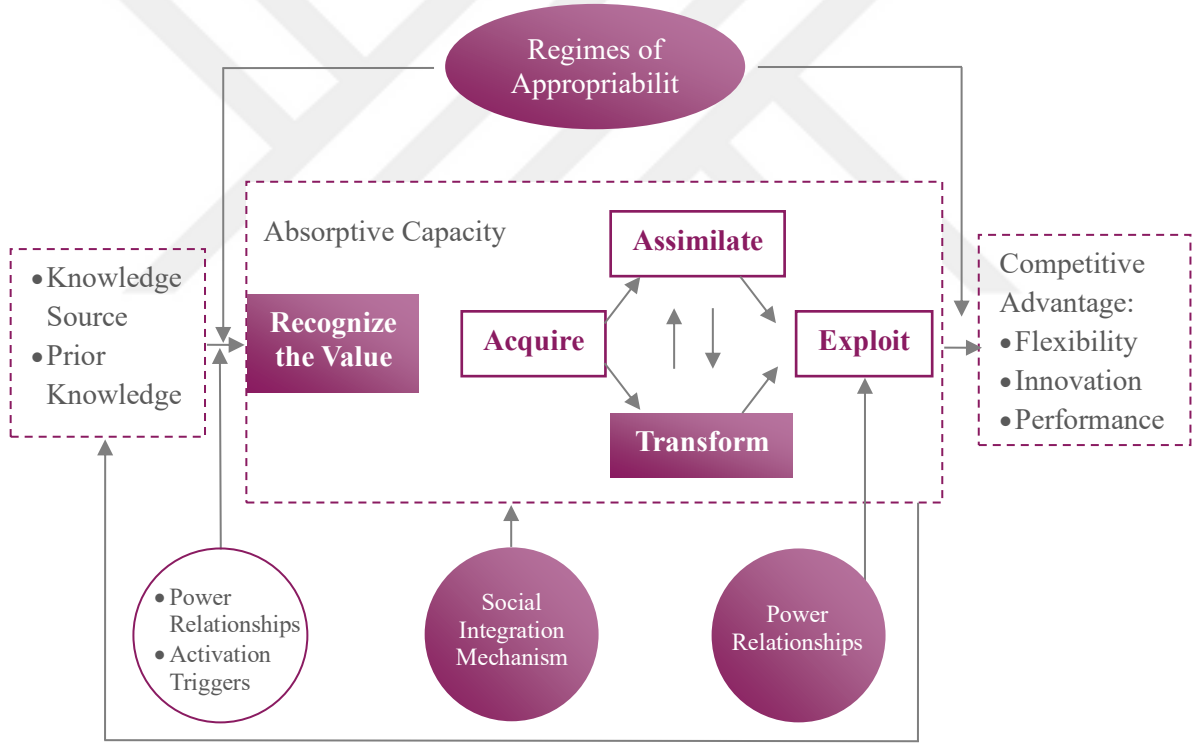 Regimes of
Appropriabilit
Absorptive Capacity
Assimilate
•Knowledge
Source
•Prior
Knowledge
Recognize
the Value
Acquire
Exploit
Transform
Competitive
Advantage:
•Flexibility
•Innovation
•Performance
•Power
Relationships
•Activation
Triggers
Social
Integration
Mechanism
Power
Relationships